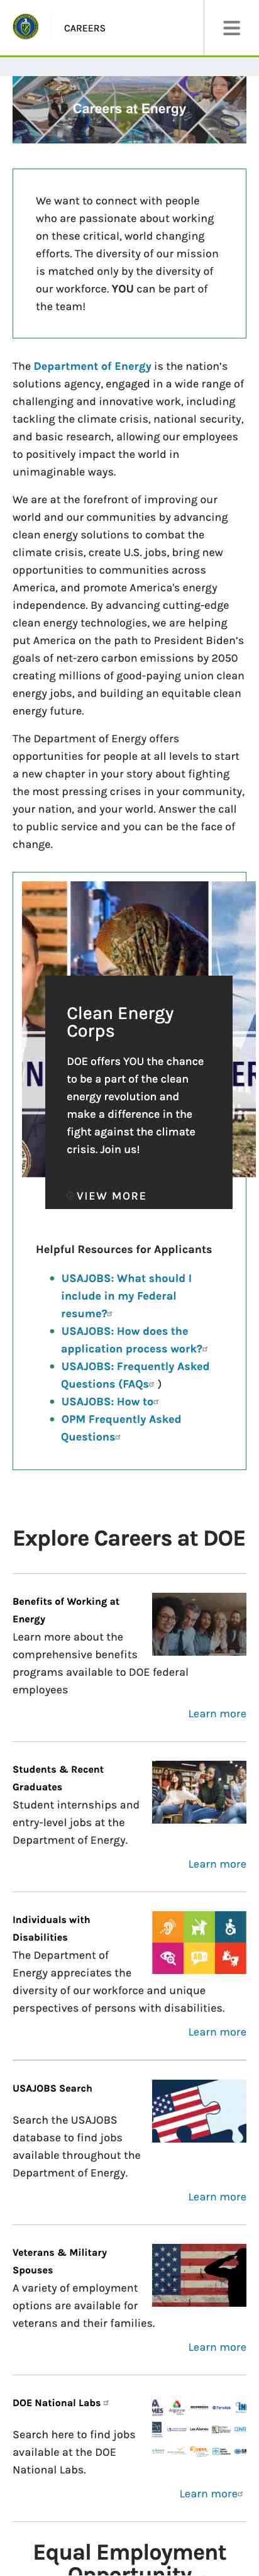 CAREERS
Careers at Energy
We want to connect with people
who are passionate about working
on these critical, world changing
efforts. The diversity of our mission
is matched only by the diversity of
our workforce. YOU can be part of
the team!
The Department of Energy is the nation's
solutions agency, engaged in a wide range of
challenging and innovative work, including
tackling the climate crisis, national security,
and basic research, allowing our employees
to positively impact the world in
unimaginable ways.
We are at the forefront of improving our
world and our communities by advancing
clean energy solutions to combat the
climate crisis, create U.S. jobs, bring new
opportunities to communities across
America, and promote America's energy
independence. By advancing cutting-edge
clean energy technologies, we are helping
put America on the path to President Biden's
goals of net-zero carbon emissions by 2050
creating millions of good-paying union clean
energy jobs, and building an equitable clean
energy future.
The Department of Energy offers
opportunities for people at all levels to start
a new chapter in your story about fighting
the most pressing crises in your community,
your nation, and your world. Answer the call
to public service and you can be the face of
change.
Clean Energy
Corps
DOE offers YOU the chance
to be a part of the clean
energy revolution and
make a difference in the
fight against the climate
crisis. Join us!
VIEW MORE
Helpful Resources for Applicants
USAJOBS: What should I
include in my Federal
resume?
USAJOBS: How does the
application process work?
USAJOBS: Frequently Asked
Questions (FAQs )
USAJOBS: How to
OPM Frequently Asked
Questions
Explore Careers at DOE
Benefits of Working at
Energy
Learn more about the
comprehensive benefits
programs available to DOE federal
employees
Learn more
Students & Recent
Graduates
Student internships and
entry-level jobs at the
Department of Energy.
Learn more
Individuals with
Disabilities
The Department of
Energy appreciates the
diversity of our workforce and unique
perspectives of persons with disabilities.
Learn more
USAJOBS Search
Search the USAJOBS
database to find jobs
available throughout the
Department of Energy.
Learn more
Veterans & Military
Spouses
A variety of employment
options are available for
veterans and their families.
Learn more
DOE National Labs
Search here to find jobs
available at the DOE
National Labs.
Learn more
Equal Employment
Opportunity